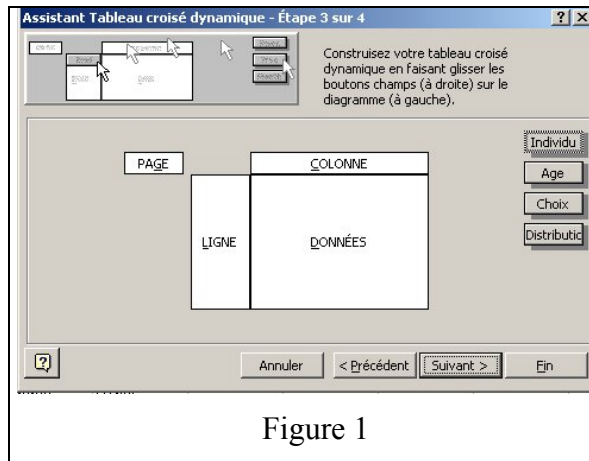 Assistant Tableau croisé dynamique - Étape 3 sur 4
Construisez votre tableau croisé
dynamique en faisant glisser les
boutons champs (à droite) sur le
diagramme (à gauche).
PAGE
COLONNE
LIGNE
DONNÉES
Individu
Age
Choix
Distributic
Annuler
< Précédent
Suivant >
Fin
Figure 1